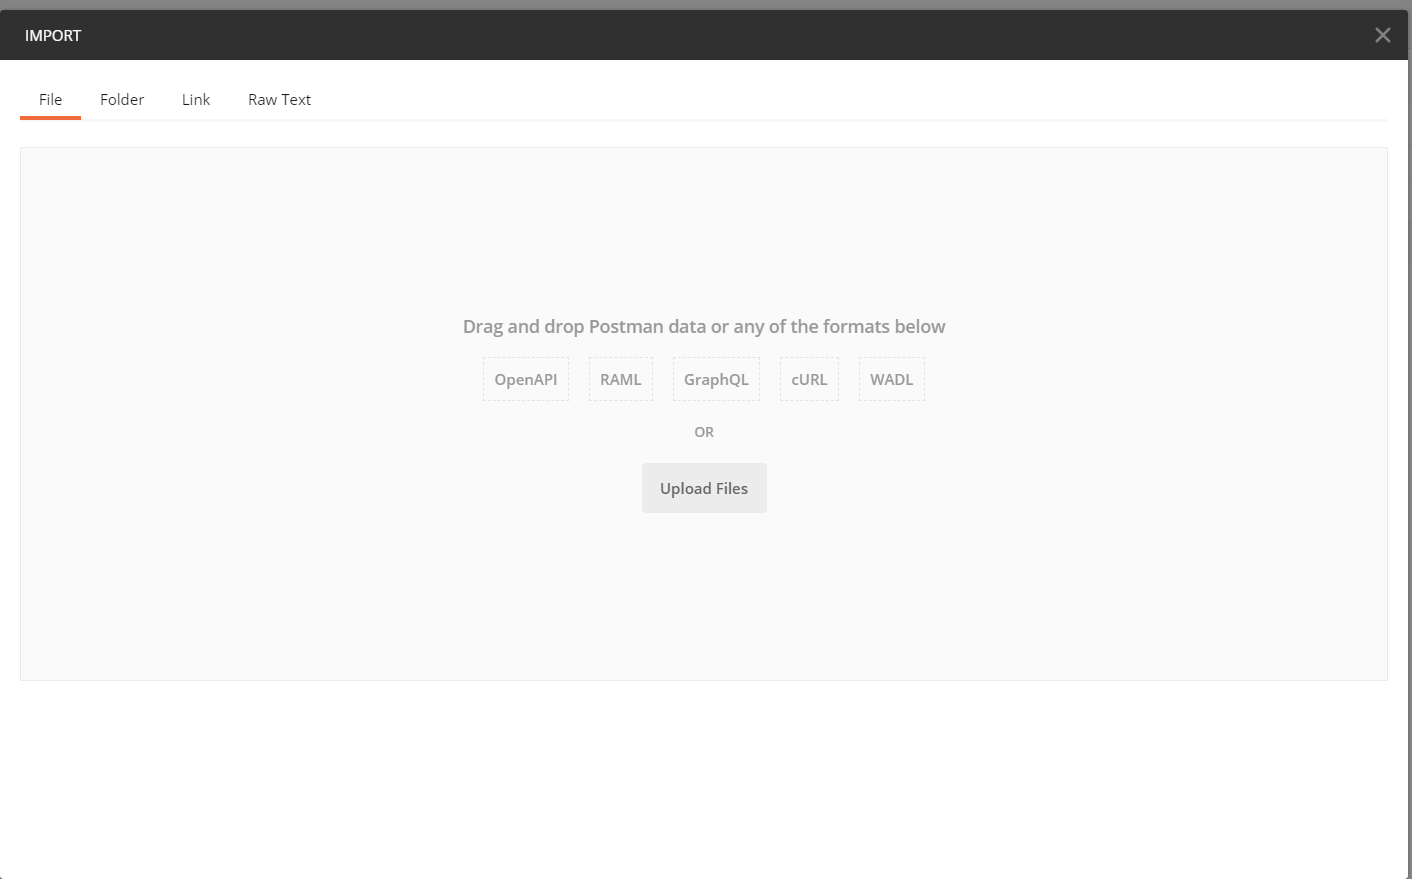 IMPORT
File Folder Link Raw Text
Drag and drop Postman data or any of the formats below
OpenAPI RAML GraphQL cURL WADL
OR
Upload Files